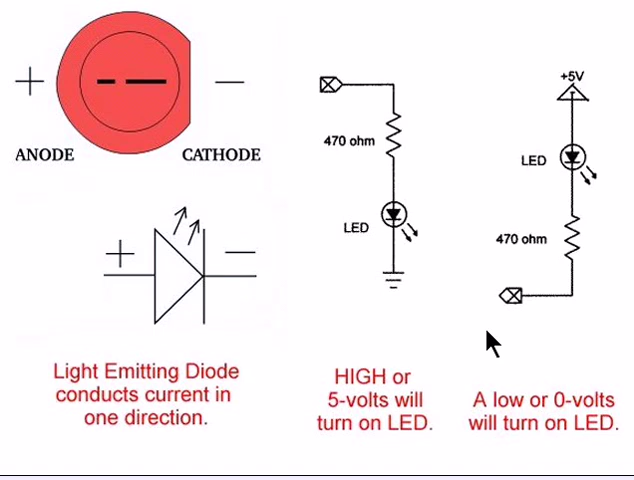 +
−
ANODE
CATHODE
+
−
Light Emitting Diode
conducts current in
one direction.
470 ohm
LED
HIGH or
5-volts will
turn on LED.
+5V
LED
470 ohm
A low or 0-volts
will turn on LED.